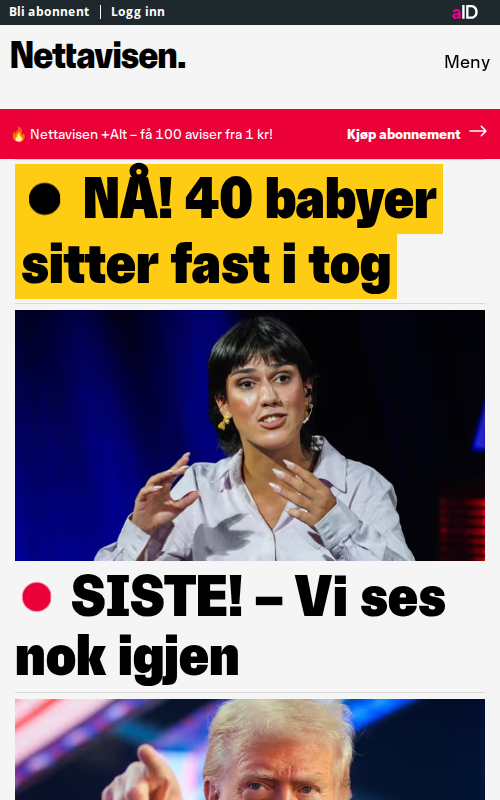 Bli abonnent | Logg inn
aID
Nettavisen.
Meny
🔥 Nettavisen +Alt – få 100 aviser fra 1 kr!
Kjøp abonnement →
● NÅ! 40 babyer
sitter fast i tog
● SISTE! – Vi ses
nok igjen